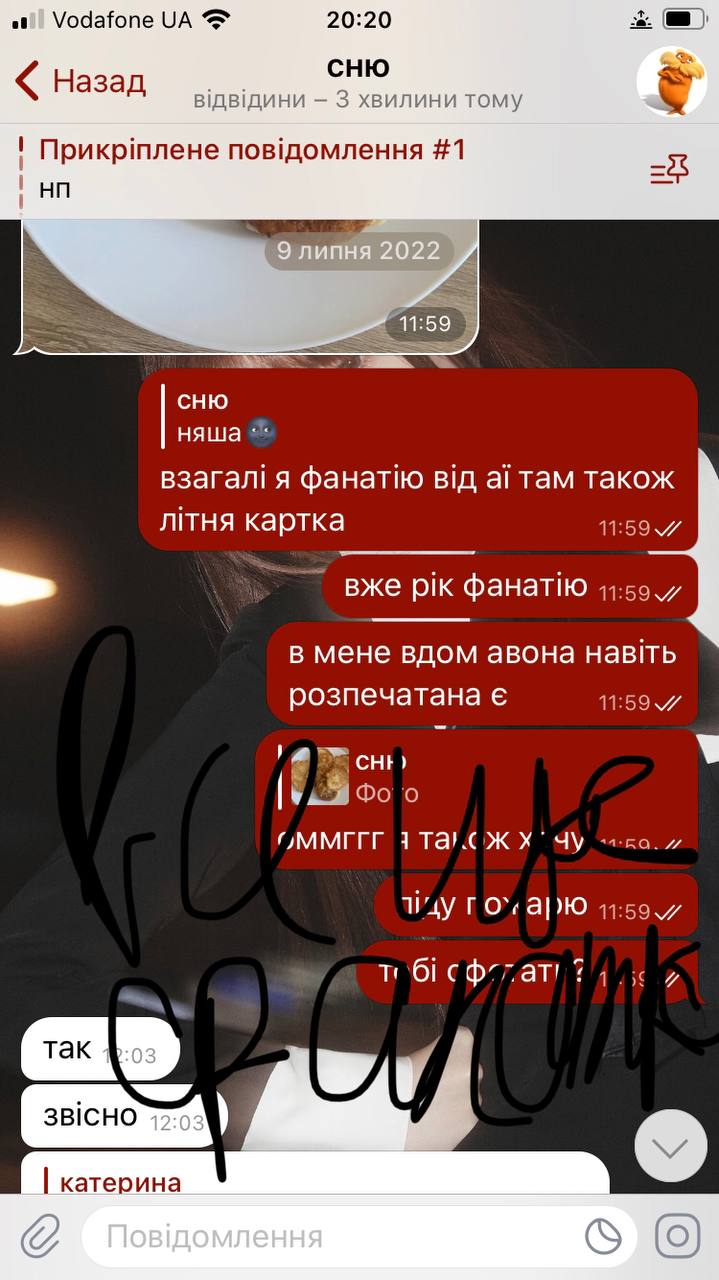 Vodafone UA
20:20
Назад
сню
відвідини – 3 хвилини тому
Прикріплене повідомлення #1
нп
9 липня 2022
11:59
сню
няша
взагалі я фанатію від аї там також
літня картка
11:59
вже рік фанатію 11:59
в мене вдом авона навіть
розпечатана є
11:59
сню
Фото
оммггг я також хочу 11:59
піду пожарю 11:59
тобі сфотати? 11:59
все ще
так 12:03
звісно 12:03
катерина
Повідомлення